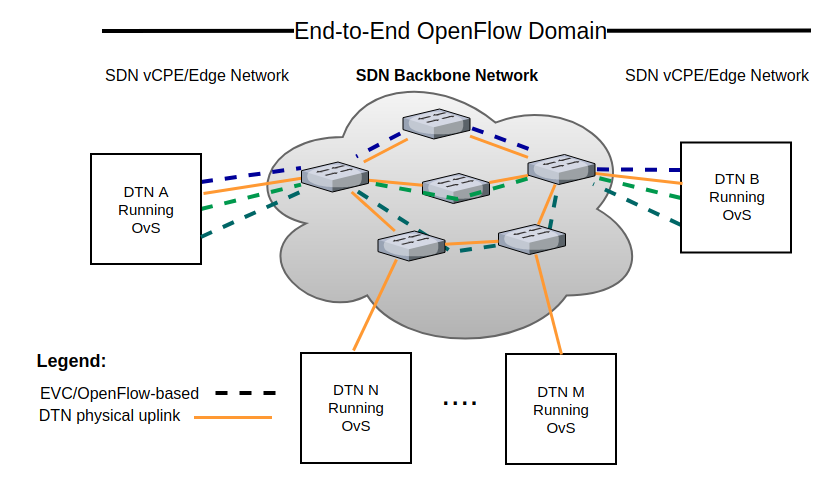 End-to-End OpenFlow Domain
SDN vCPE/Edge Network
SDN Backbone Network
SDN vCPE/Edge Network
DTN A
Running
OvS
DTN B
Running
OvS
Legend:
EVC/OpenFlow-based
DTN physical uplink
DTN N
Running
OvS
....
DTN M
Running
OvS